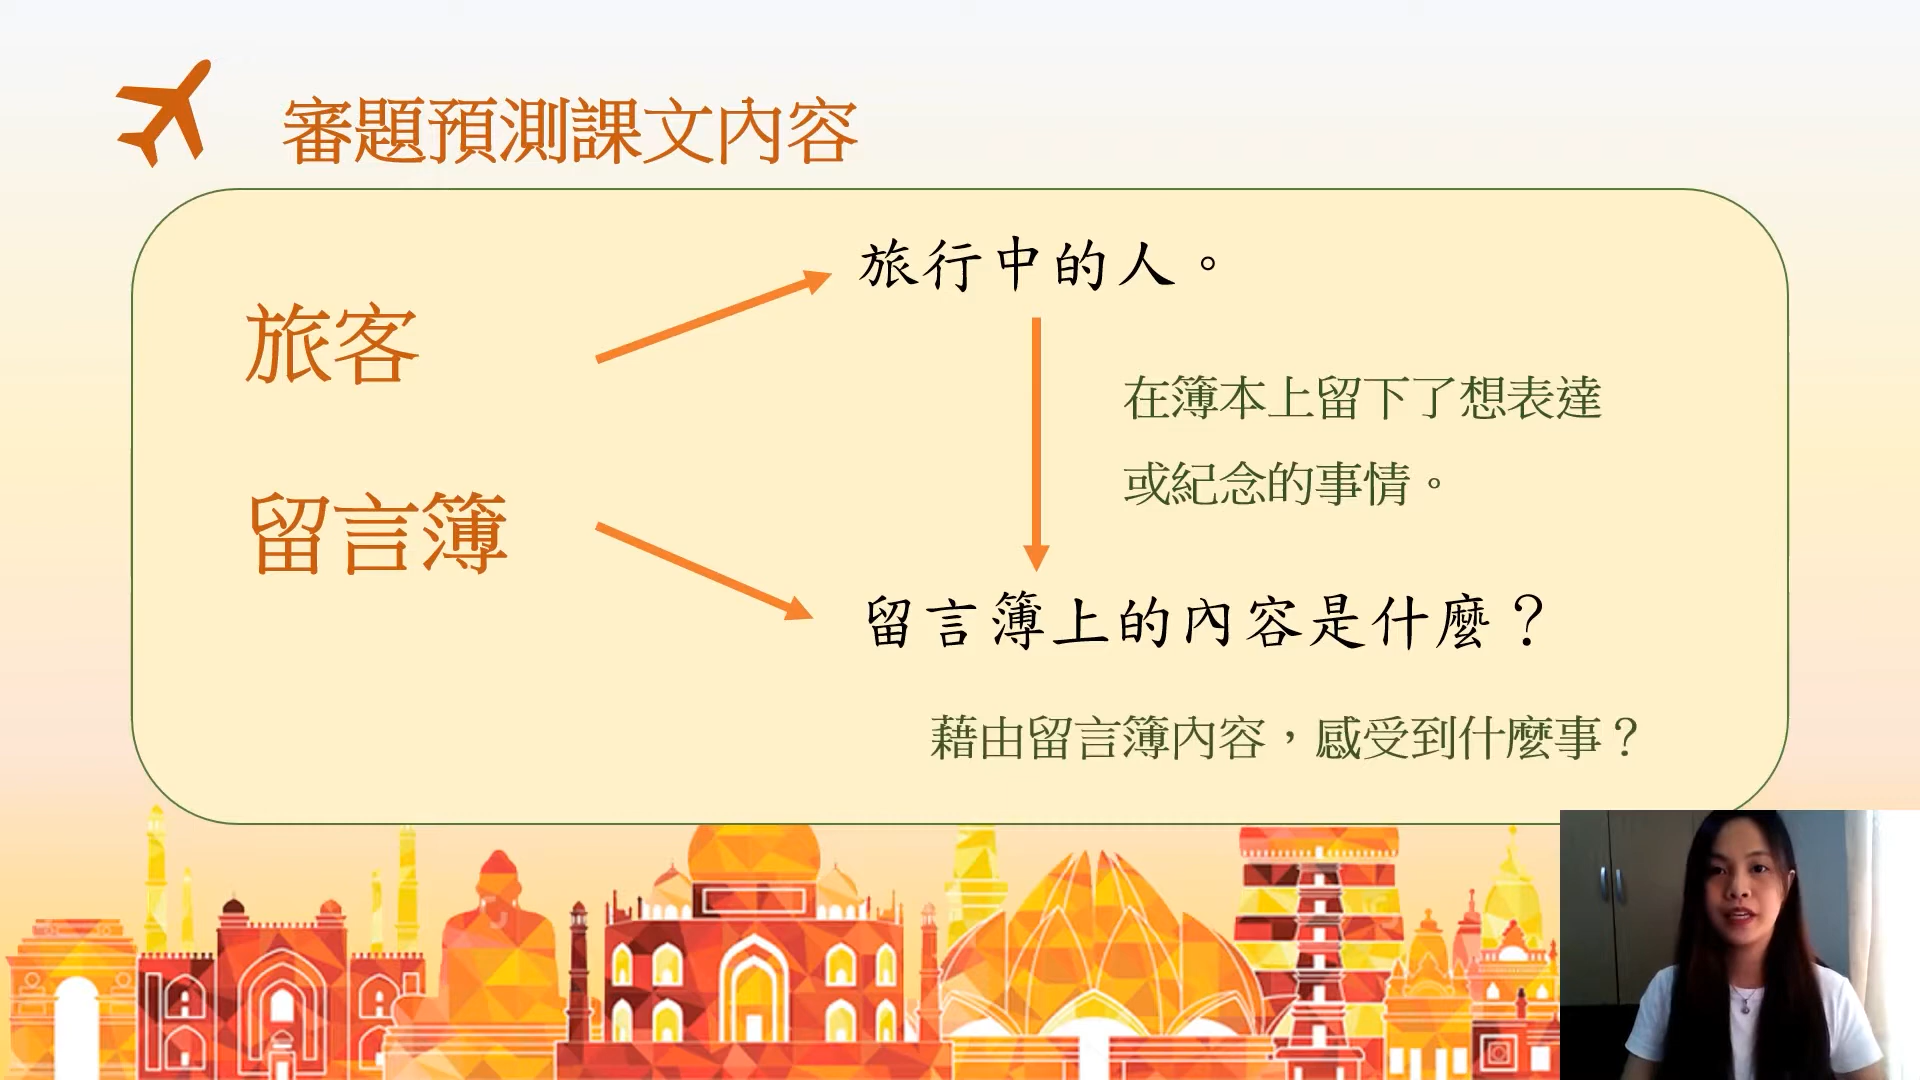 審題預測課文內容
旅行中的人。
旅客
在簿本上留下了想表達
或紀念的事情。
留言簿
留言簿上的內容是什麼？
藉由留言簿內容，感受到什麼事？